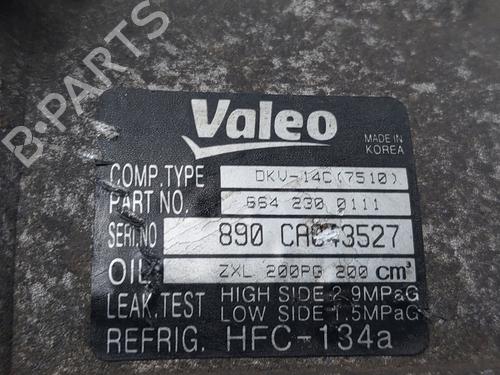 B-PARTS
Valeo
MADE IN
KOREA
COMP.TYPE DKV-14C(7510)
PART NO. 664 230 0111
SERI.NO 890 CA043527
OIL ZXL 200PG 200 cm³
LEAK.TEST HIGH SIDE 2.9MPaG
LOW SIDE 1.5MPaG
REFRIG. HFC-134a